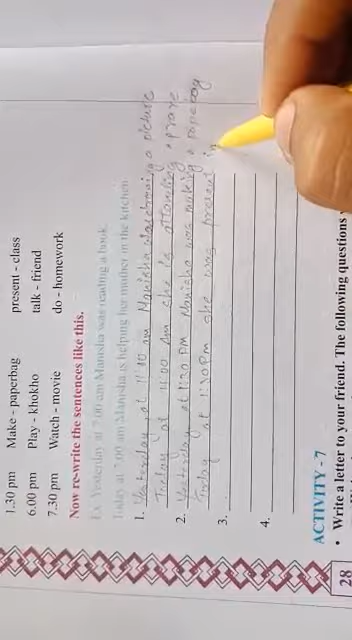 1.30 pm Make - paperbag present - class
6.00 pm Play - khokho talk - friend
7.30 pm Watch - movie do - homework
Now re-write the sentences like this.
Ex. Yesterday at 7.00 am Manisha was reading a book
Today at 7.00 am Manisha is helping her mother in the kitchen
1. Yesterday at 11:00 am Manisha was drawing a picture
Today at 11.00 Am she is attending a
2. Yesterday at 1:30 PM Manisha was making a paperbag
Today at 1:30 PM she was present in
3.
4.
ACTIVITY - 7
• Write a letter to your friend. The following questions
28